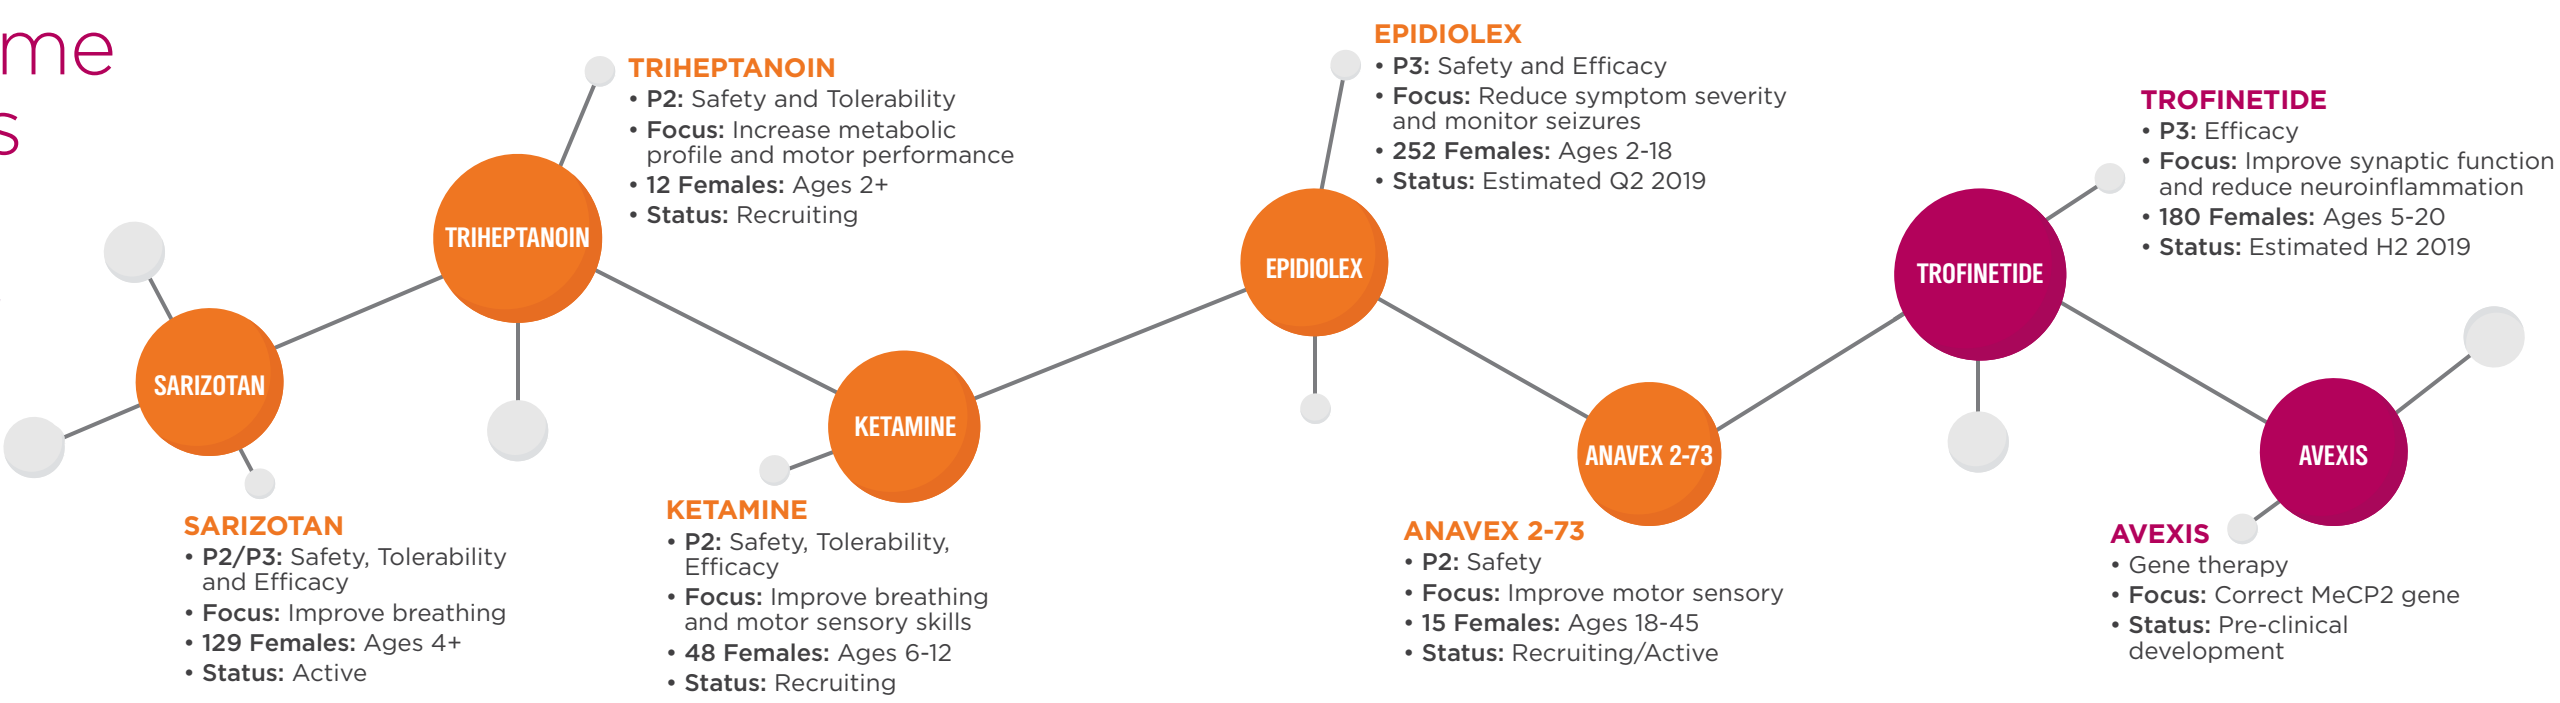 me
s
TRIHEPTANOIN
• P2: Safety and Tolerability
• Focus: Increase metabolic
profile and motor performance
• 12 Females: Ages 2+
• Status: Recruiting
EPIDIOLEX
• P3: Safety and Efficacy
• Focus: Reduce symptom severity
and monitor seizures
• 252 Females: Ages 2-18
• Status: Estimated Q2 2019
TROFINETIDE
• P3: Efficacy
• Focus: Improve synaptic function
and reduce neuroinflammation
• 180 Females: Ages 5-20
• Status: Estimated H2 2019
SARIZOTAN
TRIHEPTANOIN
KETAMINE
EPIDIOLEX
ANAVEX 2-73
TROFINETIDE
AVEXIS
SARIZOTAN
• P2/P3: Safety, Tolerability
and Efficacy
• Focus: Improve breathing
• 129 Females: Ages 4+
• Status: Active
KETAMINE
• P2: Safety, Tolerability,
Efficacy
• Focus: Improve breathing
and motor sensory skills
• 48 Females: Ages 6-12
• Status: Recruiting
ANAVEX 2-73
• P2: Safety
• Focus: Improve motor sensory
• 15 Females: Ages 18-45
• Status: Recruiting/Active
AVEXIS
• Gene therapy
• Focus: Correct MeCP2 gene
• Status: Pre-clinical
development